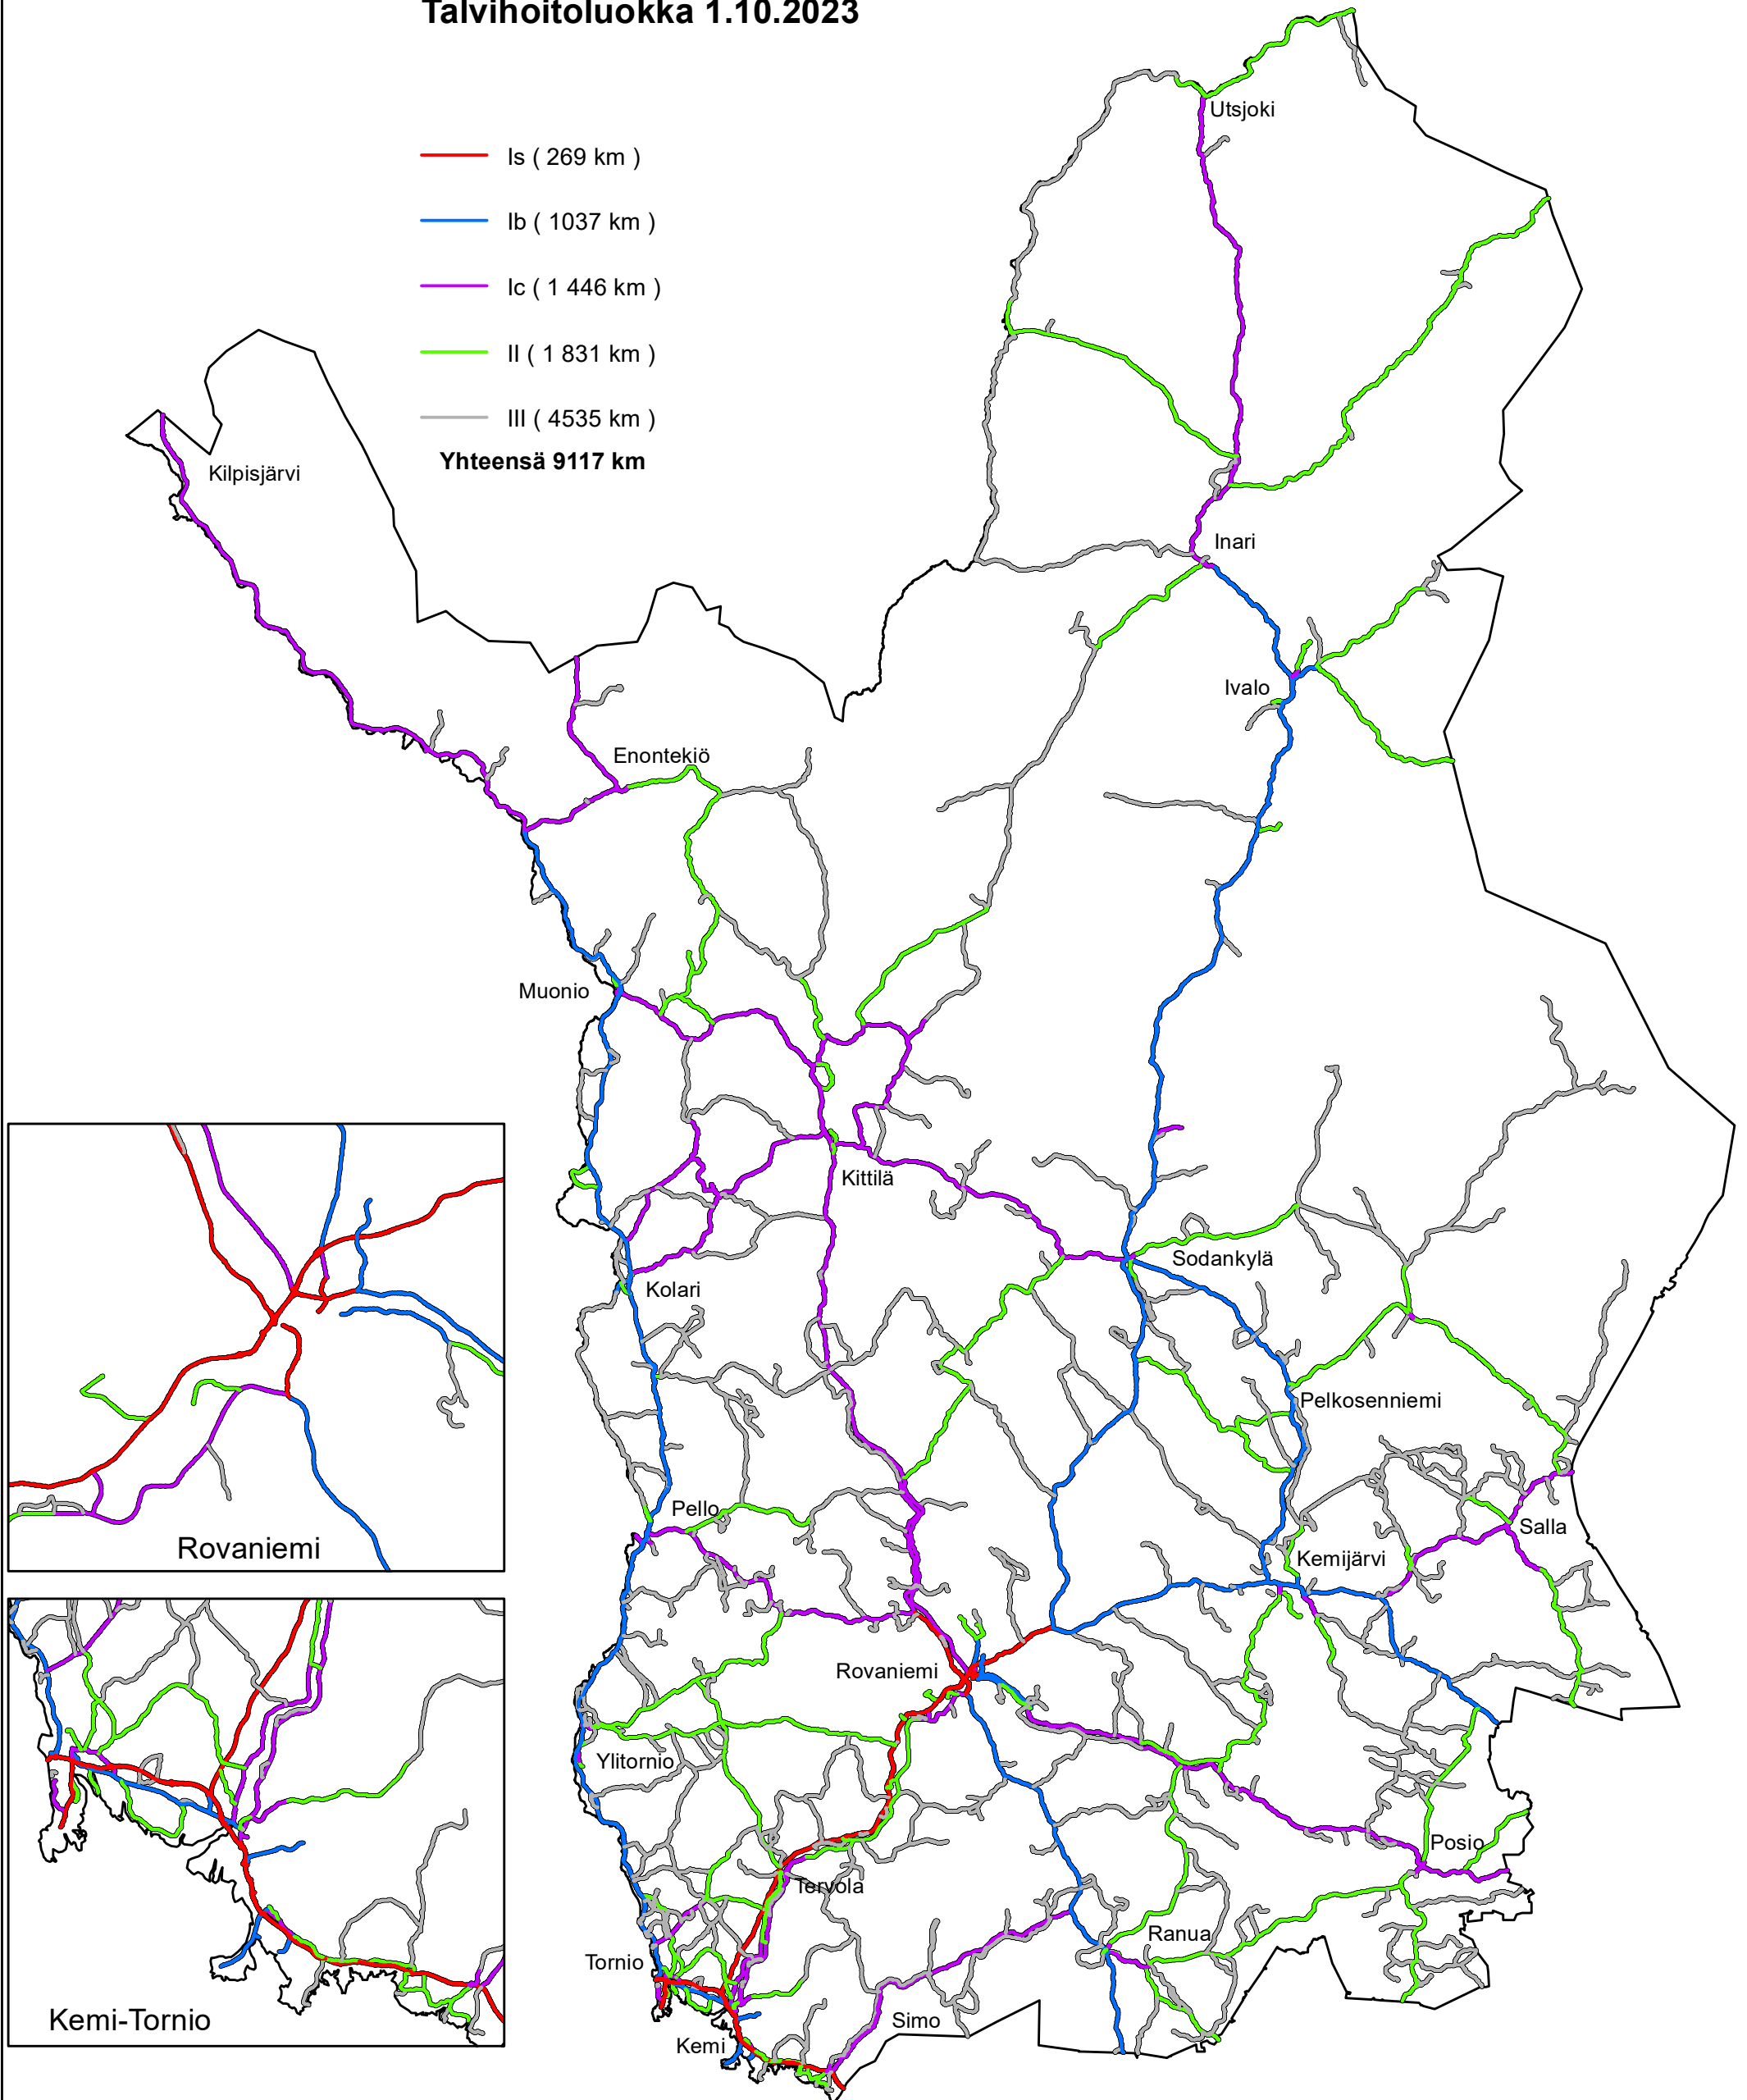 Talvihoitoluokka 1.10.2023
Is ( 269 km )
Ib ( 1037 km )
Ic ( 1 446 km )
II ( 1 831 km )
III ( 4535 km )
Yhteensä 9117 km
Utsjoki
Kilpisjärvi
Inari
Ivalo
Enontekiö
Muonio
Kittilä
Sodankylä
Kolari
Pelkosenniemi
Pello
Salla
Kemijärvi
Rovaniemi
Rovaniemi
Ylitornio
Posio
Tervola
Ranua
Tornio
Simo
Kemi
Kemi-Tornio